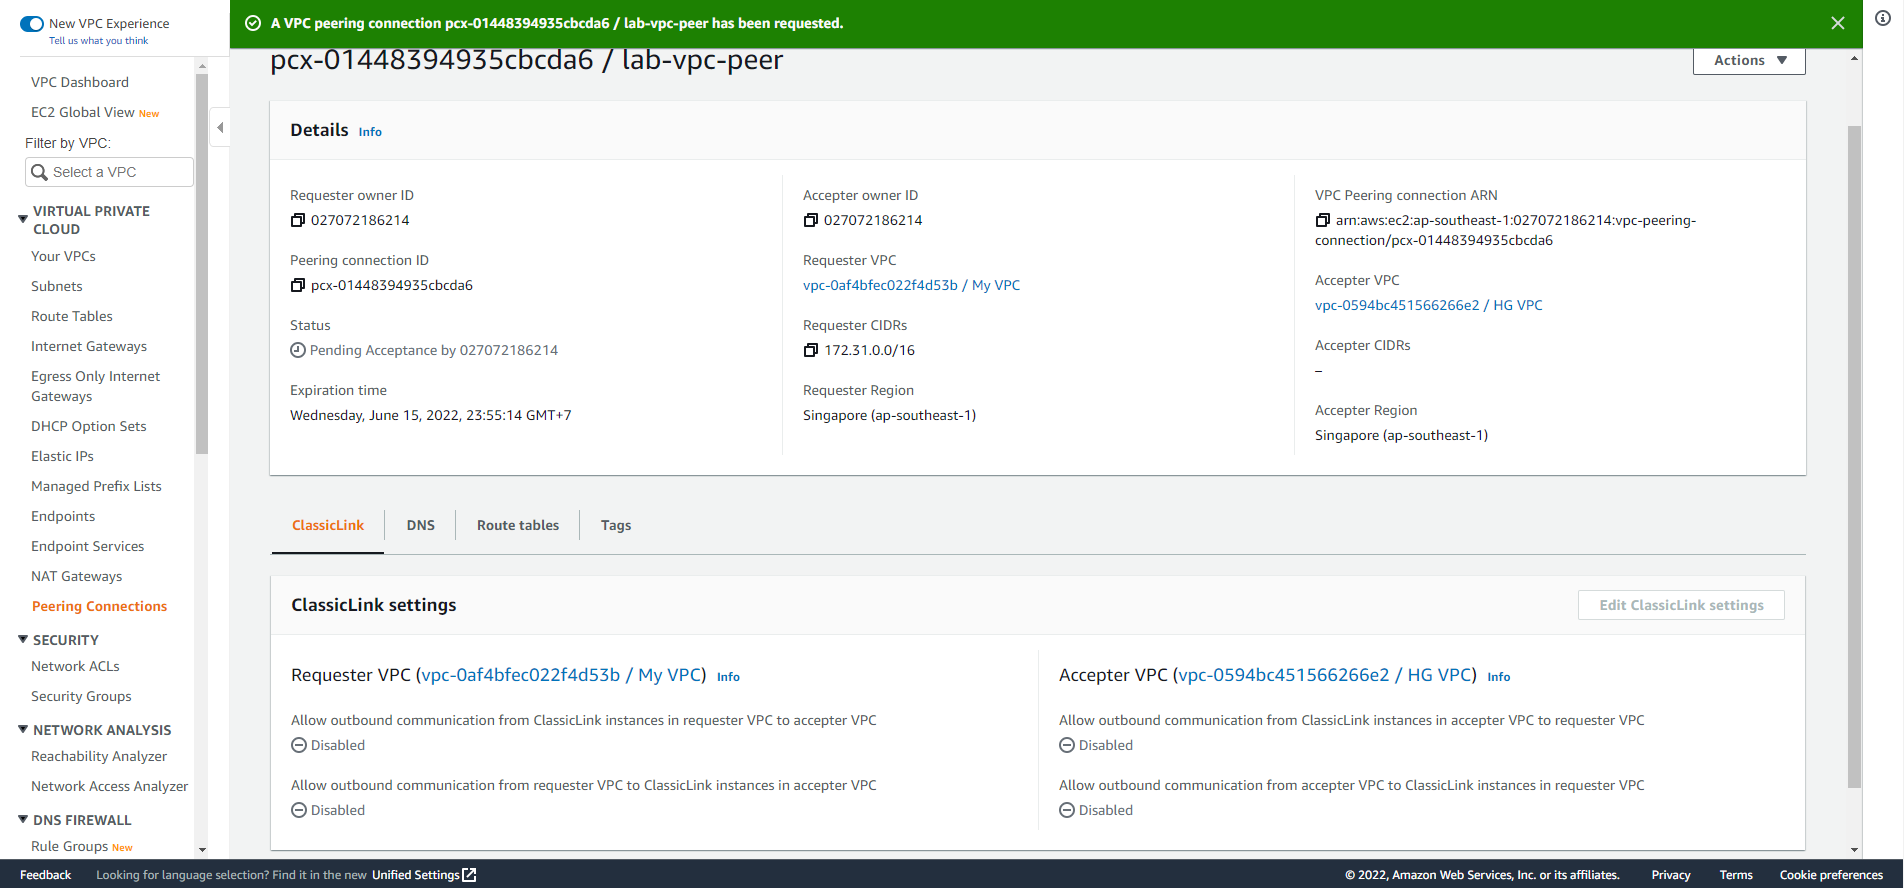 New VPC Experience
Tell us what you think
A VPC peering connection pcx-01448394935cbcda6 / lab-vpc-peer has been requested.
pcx-01448394935cbcda6 / lab-vpc-peer
Actions
VPC Dashboard
EC2 Global View New
Filter by VPC:
Select a VPC
VIRTUAL PRIVATE
CLOUD
Your VPCs
Subnets
Route Tables
Internet Gateways
Egress Only Internet
Gateways
DHCP Option Sets
Elastic IPs
Managed Prefix Lists
Endpoints
Endpoint Services
NAT Gateways
Peering Connections
SECURITY
Network ACLs
Security Groups
NETWORK ANALYSIS
Reachability Analyzer
Network Access Analyzer
DNS FIREWALL
Rule Groups New
Details Info
Requester owner ID
027072186214
Peering connection ID
pcx-01448394935cbcda6
Status
Pending Acceptance by 027072186214
Expiration time
Wednesday, June 15, 2022, 23:55:14 GMT+7
Accepter owner ID
027072186214
Requester VPC
vpc-0af4bfec022f4d53b / My VPC
Requester CIDRs
172.31.0.0/16
Requester Region
Singapore (ap-southeast-1)
VPC Peering connection ARN
arn:aws:ec2:ap-southeast-1:027072186214:vpc-peering-
connection/pcx-01448394935cbcda6
Accepter VPC
vpc-0594bc451566266e2 / HG VPC
Accepter CIDRs
–
Accepter Region
Singapore (ap-southeast-1)
ClassicLink DNS Route tables Tags
ClassicLink settings
Edit ClassicLink settings
Requester VPC (vpc-0af4bfec022f4d53b / My VPC) Info
Allow outbound communication from ClassicLink instances in requester VPC to accepter VPC
Disabled
Allow outbound communication from requester VPC to ClassicLink instances in accepter VPC
Disabled
Accepter VPC (vpc-0594bc451566266e2 / HG VPC) Info
Allow outbound communication from ClassicLink instances in accepter VPC to requester VPC
Disabled
Allow outbound communication from accepter VPC to ClassicLink instances in requester VPC
Disabled
Feedback Looking for language selection? Find it in the new Unified Settings © 2022, Amazon Web Services, Inc. or its affiliates. Privacy Terms Cookie preferences